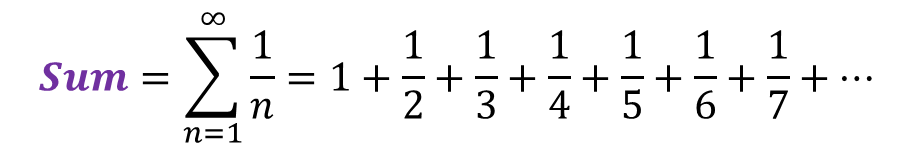 Sum = ∑_{n=1}^{∞} 1/n = 1 + 1/2 + 1/3 + 1/4 + 1/5 + 1/6 + 1/7 + ⋯